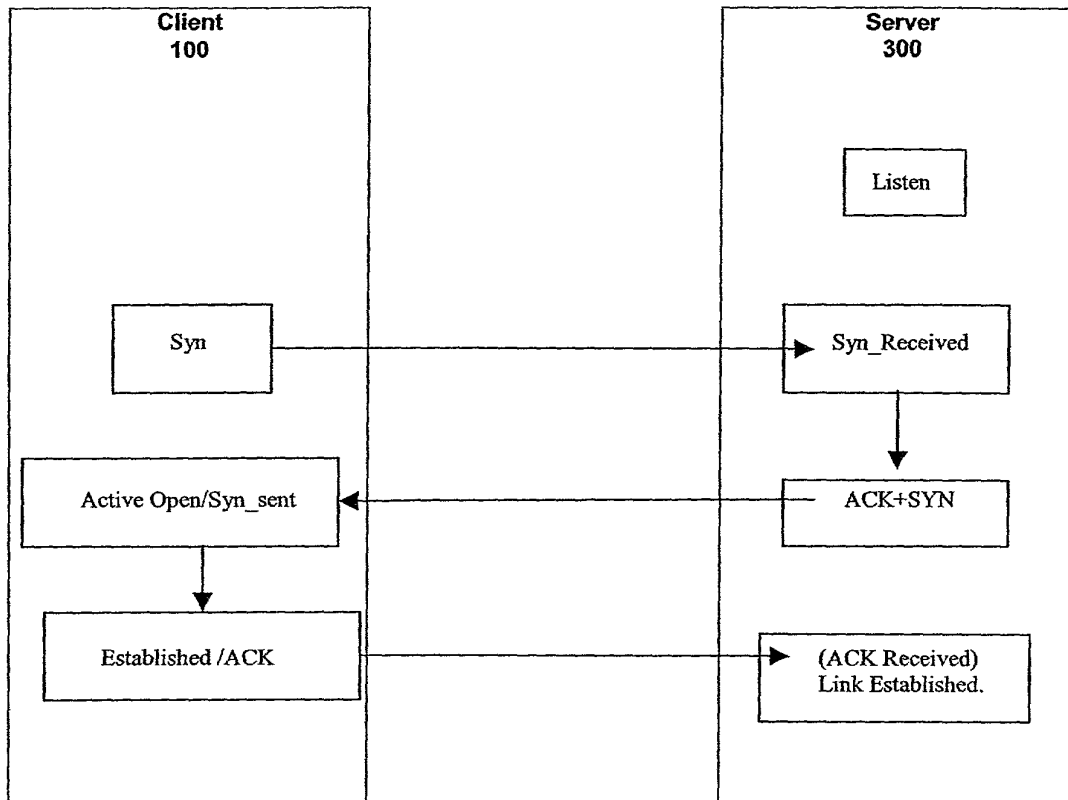 Client
100
Server
300
Listen
Syn
Syn_Received
Active Open/Syn_sent
ACK+SYN
Established /ACK
(ACK Received)
Link Established.